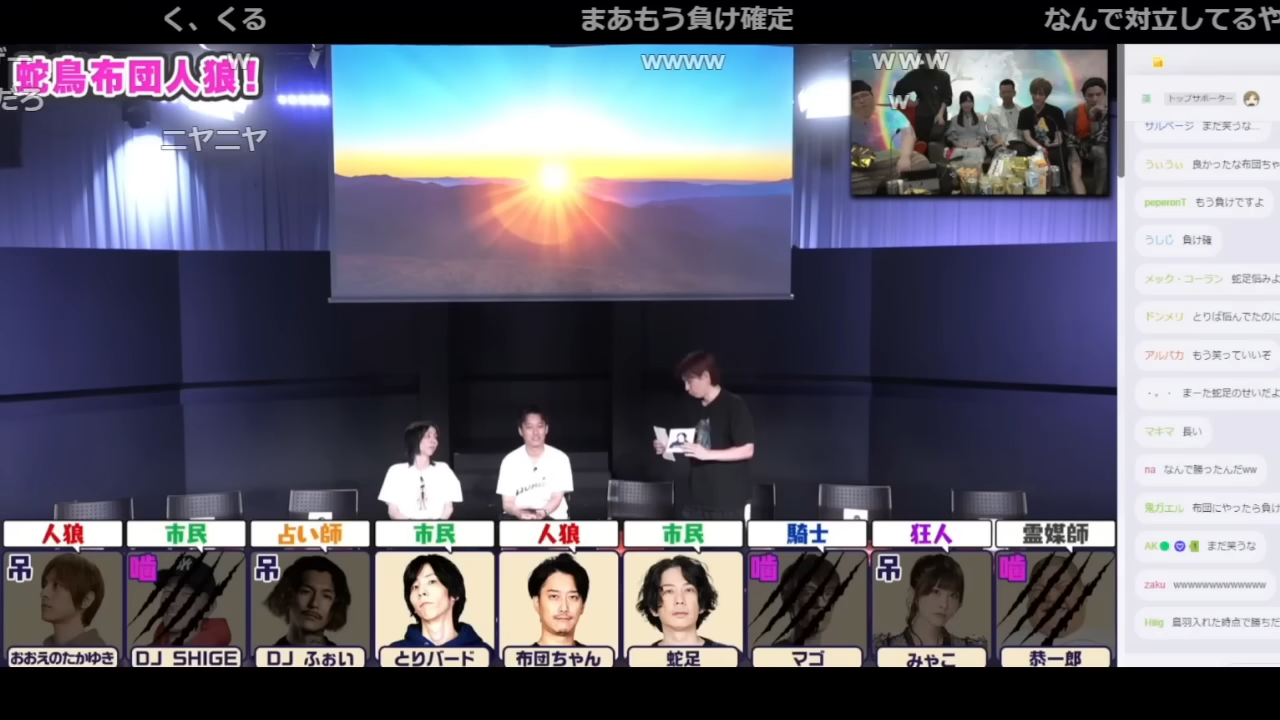 く、くる
まあもう負け確定
なんで対立してるや
蛇鳥布団人狼!
w
だろ
ニヤニヤ
wwww
www
w
トップサポーター
サルベージ まだ笑うな...
うぃうぃ 良かったな布団ちゃ
peperonT もう負けですよ
うしじ 負け確
メック・コーラン 蛇足悩みよ
ドンメリ とりば悩んでたのに
アルパカ もう笑っていいぞ
・。・ まーた蛇足のせいだよ
マキマ 長い
na なんで勝ったんだww
鬼ガエル 布団にやったら負け
AK まだ笑うな
zaku wwwwwwwwwwwww
Hiiig 鳥羽入れた時点で勝ちだ
人狼
市民
占い師
市民
人狼
市民
騎士
狂人
霊媒師
吊
噛
吊
噛
吊
噛
おおえのたかゆき
DJ SHIGE
DJ ふぉい
とりバード
布団ちゃん
蛇足
マゴ
みゃこ
恭一郎